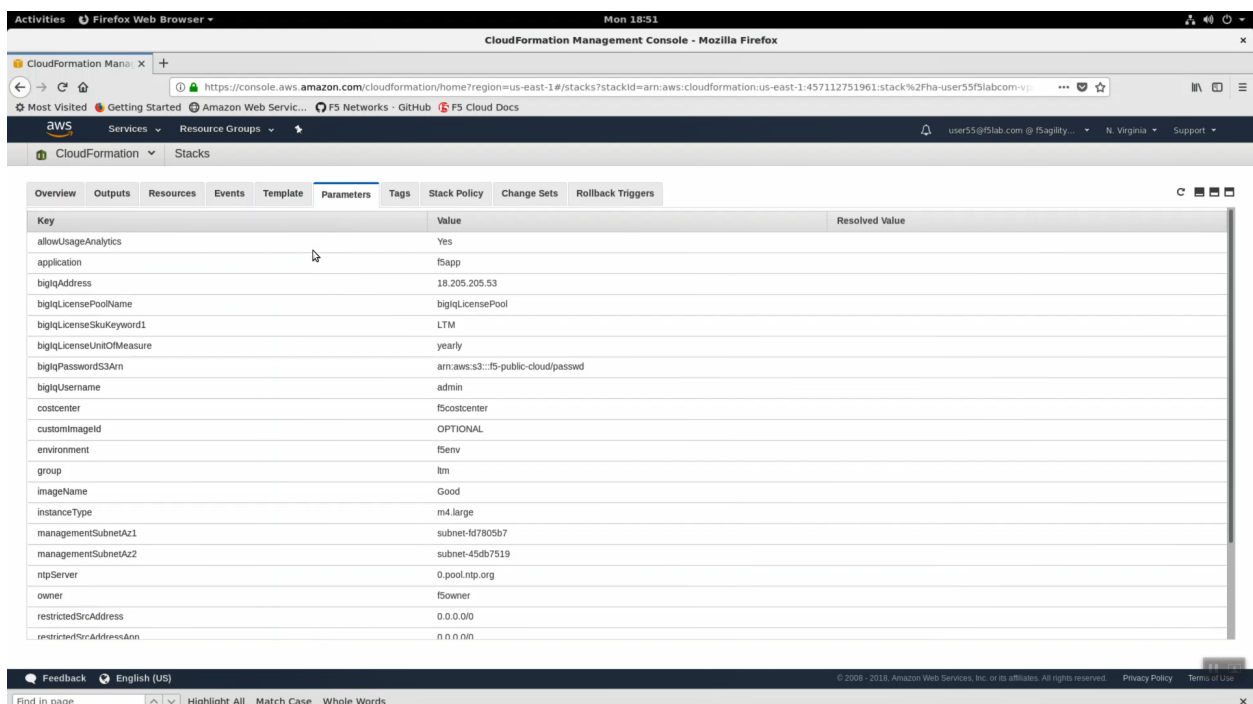 Activities Firefox Web Browser Mon 18:51
CloudFormation Management Console - Mozilla Firefox
CloudFormation Mana
https://console.aws.amazon.com/cloudformation/home?region=us-east-1#/stacks?stackId=arn:aws:cloudformation:us-east-1:457112751961:stack%2Fha-user55f5labcom-vp
Most Visited Getting Started Amazon Web Servic... F5 Networks · GitHub F5 Cloud Docs
aws Services Resource Groups user55@f5lab.com @ f5agility... N. Virginia Support
CloudFormation Stacks
Overview Outputs Resources Events Template Parameters Tags Stack Policy Change Sets Rollback Triggers
Key Value Resolved Value
allowUsageAnalytics Yes
application f5app
bigIqAddress 18.205.205.53
bigIqLicensePoolName bigIqLicensePool
bigIqLicenseSkuKeyword1 LTM
bigIqLicenseUnitOfMeasure yearly
bigIqPasswordS3Arn arn:aws:s3:::f5-public-cloud/passwd
bigIqUsername admin
costcenter f5costcenter
customImageId OPTIONAL
environment f5env
group ltm
imageName Good
instanceType m4.large
managementSubnetAz1 subnet-fd7805b7
managementSubnetAz2 subnet-45db7519
ntpServer 0.pool.ntp.org
owner f5owner
restrictedSrcAddress 0.0.0.0/0
restrictedSrcAddressApp 0.0.0.0/0
Feedback English (US) © 2008 - 2018, Amazon Web Services, Inc. or its affiliates. All rights reserved. Privacy Policy Terms of Use
Find in page Highlight All Match Case Whole Words